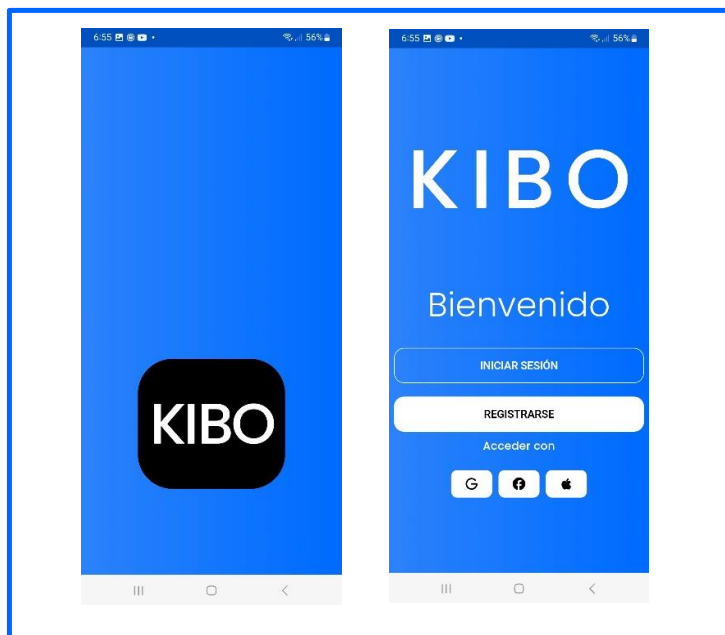 6:55
56%
KIBO
6:55
56%
KIBO
Bienvenido
INICIAR SESIÓN
REGISTRARSE
Acceder con
G